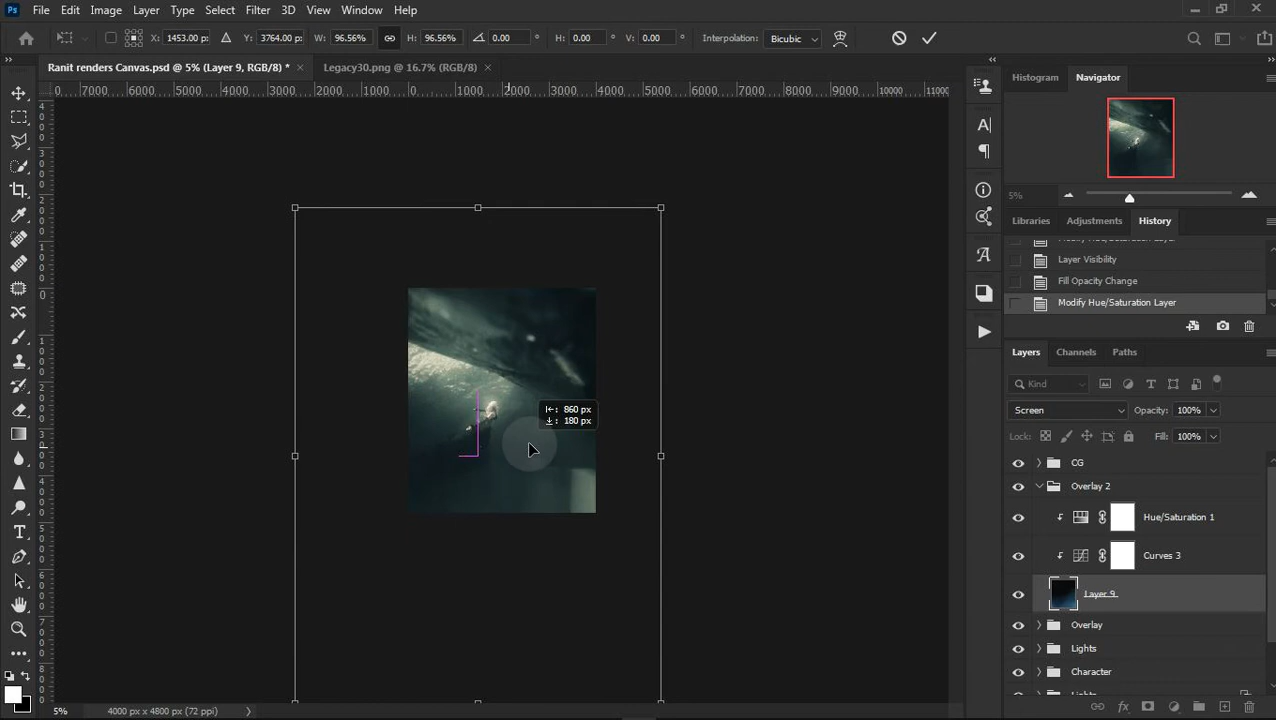 Ps File Edit Image Layer Type Select Filter 3D View Window Help
X: 1453.00 p: Y: 3764.00 p: W: 96.56% H: 96.56% 0.00 ° H: 0.00 ° V: 0.00 ° Interpolation: Bicubic
Ranit renders Canvas.psd @ 5% (Layer 9, RGB/8) * × Legacy30.png @ 16.7% (RGB/8) ×
7000 6000 5000 4000 3000 2000 1000 0 1000 2000 3000 4000 5000 6000 7000 8000 9000 10000 11000
Histogram Navigator
5%
Libraries Adjustments History
Layer Visibility
Fill Opacity Change
Modify Hue/Saturation Layer
Layers Channels Paths
Kind
Screen Opacity: 100%
Lock: Fill: 100%
CG
Overlay 2
Hue/Saturation 1
Curves 3
Layer 9
Overlay
Lights
Character
Lights
860 px
180 px
5% 4000 px x 4800 px (72 ppi)